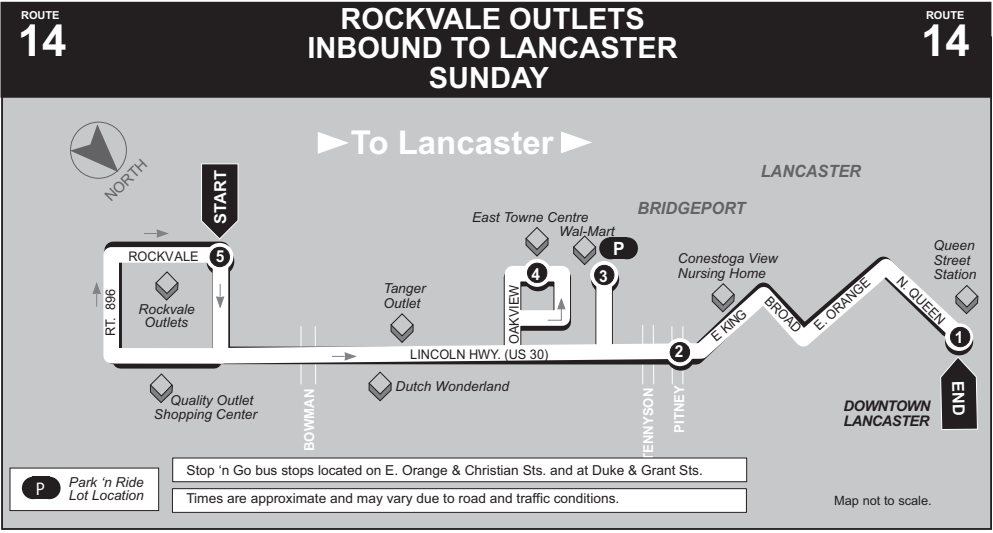 ROUTE
14
ROCKVALE OUTLETS
INBOUND TO LANCASTER
SUNDAY
ROUTE
14
NORTH
To Lancaster
LANCASTER
BRIDGEPORT
START
East Towne Centre
Wal-Mart
P
Queen
Street
Station
Conestoga View
Nursing Home
ROCKVALE
5
4
3
RT. 896
Rockvale
Outlets
Tanger
Outlet
OAKVIEW
E KING
BROAD
E. ORANGE
N. QUEEN
1
LINCOLN HWY. (US 30)
2
Quality Outlet
Shopping Center
BOWMAN
Dutch Wonderland
TENNYSON
PITNEY
DOWNTOWN
LANCASTER
END
P
Park 'n Ride
Lot Location
Stop 'n Go bus stops located on E. Orange & Christian Sts. and at Duke & Grant Sts.
Times are approximate and may vary due to road and traffic conditions.
Map not to scale.